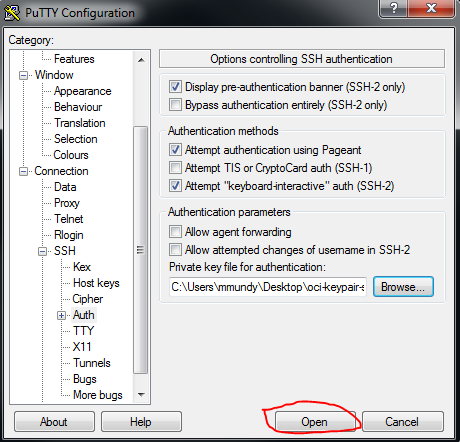 PuTTY Configuration
?
Category:
Features
Window
Appearance
Behaviour
Translation
Selection
Colours
Connection
Data
Proxy
Telnet
Rlogin
SSH
Kex
Host keys
Cipher
Auth
TTY
X11
Tunnels
Bugs
More bugs
Options controlling SSH authentication
Display pre-authentication banner (SSH-2 only)
Bypass authentication entirely (SSH-2 only)
Authentication methods
Attempt authentication using Pageant
Attempt TIS or CryptoCard auth (SSH-1)
Attempt "keyboard-interactive" auth (SSH-2)
Authentication parameters
Allow agent forwarding
Allow attempted changes of username in SSH-2
Private key file for authentication:
C:\Users\mmundy\Desktop\oci-keypair-s
Browse...
About
Help
Open
Cancel